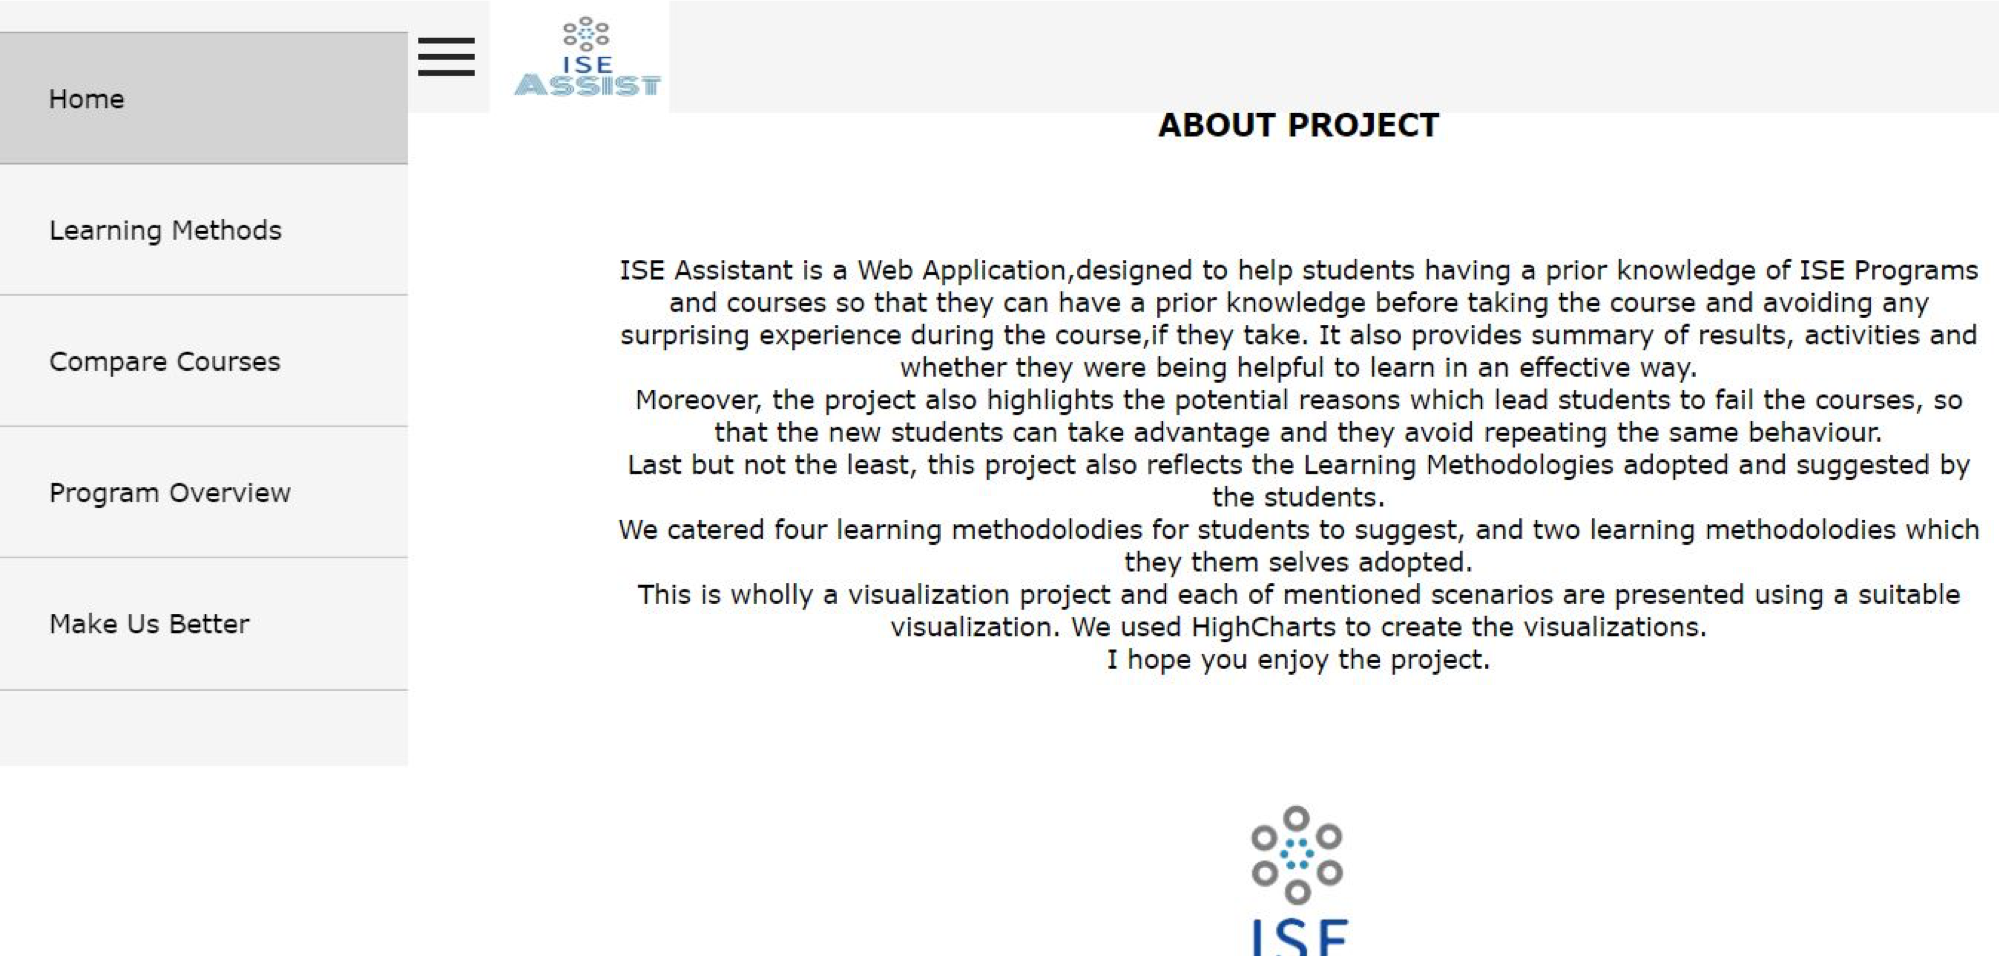 Home
Learning Methods
Compare Courses
Program Overview
Make Us Better
ISE
ASSIST
ABOUT PROJECT
ISE Assistant is a Web Application,designed to help students having a prior knowledge of ISE Programs
and courses so that they can have a prior knowledge before taking the course and avoiding any
surprising experience during the course,if they take. It also provides summary of results, activities and
whether they were being helpful to learn in an effective way.
Moreover, the project also highlights the potential reasons which lead students to fail the courses, so
that the new students can take advantage and they avoid repeating the same behaviour.
Last but not the least, this project also reflects the Learning Methodologies adopted and suggested by
the students.
We catered four learning methodolodies for students to suggest, and two learning methodolodies which
they them selves adopted.
This is wholly a visualization project and each of mentioned scenarios are presented using a suitable
visualization. We used HighCharts to create the visualizations.
I hope you enjoy the project.
ISE